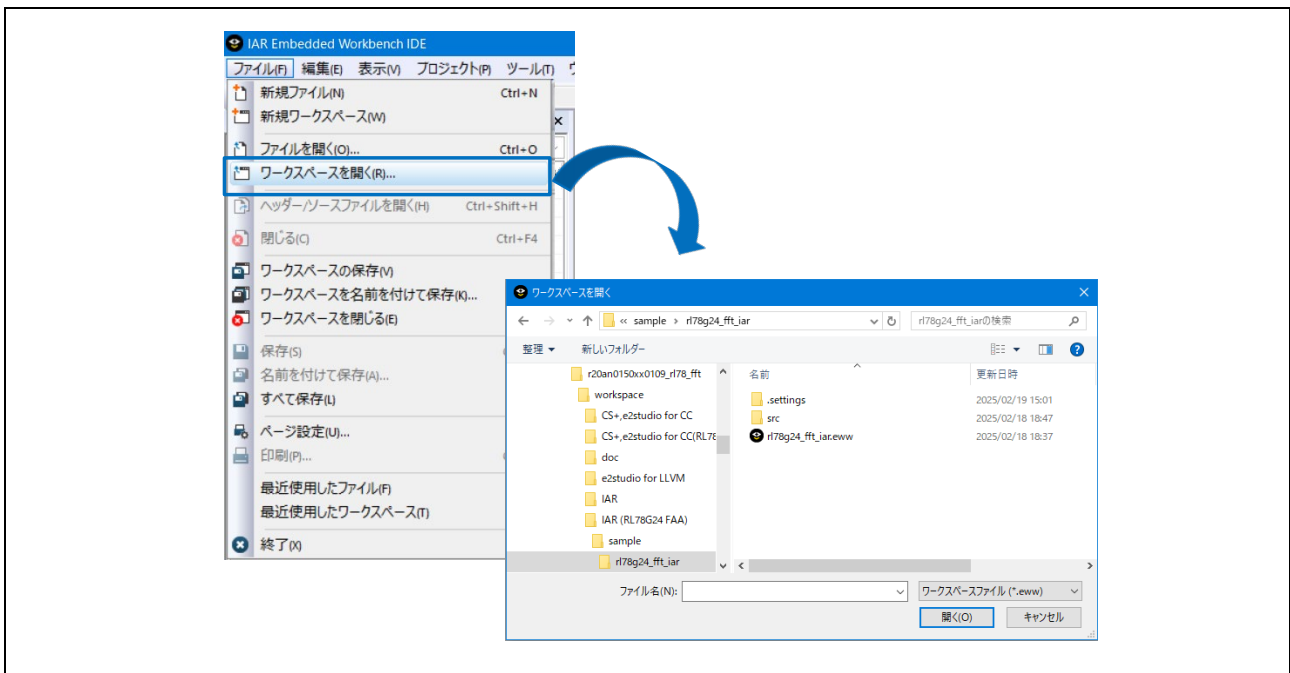 IAR Embedded Workbench IDE
ファイル(F) 編集(E) 表示(V) プロジェクト(P) ツール(T)
新規ファイル(N) Ctrl+N
新規ワークスペース(W)
ファイルを開く(O)... Ctrl+O
ワークスペースを開く(R)...
ヘッダー/ソースファイルを開く(H) Ctrl+Shift+H
閉じる(C) Ctrl+F4
ワークスペースの保存(V)
ワークスペースを名前を付けて保存(K)...
ワークスペースを閉じる(E)
保存(S)
名前を付けて保存(A)...
すべて保存(L)
ページ設定(U)...
印刷(P)...
最近使用したファイル(F)
最近使用したワークスペース(T)
終了(X)
ワークスペースを開く
« sample › rl78g24_fft_iar
rl78g24_fft_iarの検索
整理 新しいフォルダー
r20an0150xx0109_rl78_fft
workspace
CS+,e2studio for CC
CS+,e2studio for CC(RL78
doc
e2studio for LLVM
IAR
IAR (RL78G24 FAA)
sample
rl78g24_fft_iar
名前 更新日時
.settings 2025/02/19 15:01
src 2025/02/18 18:47
rl78g24_fft_iar.eww 2025/02/18 18:37
ファイル名(N): ワークスペースファイル (*.eww)
開く(O) キャンセル